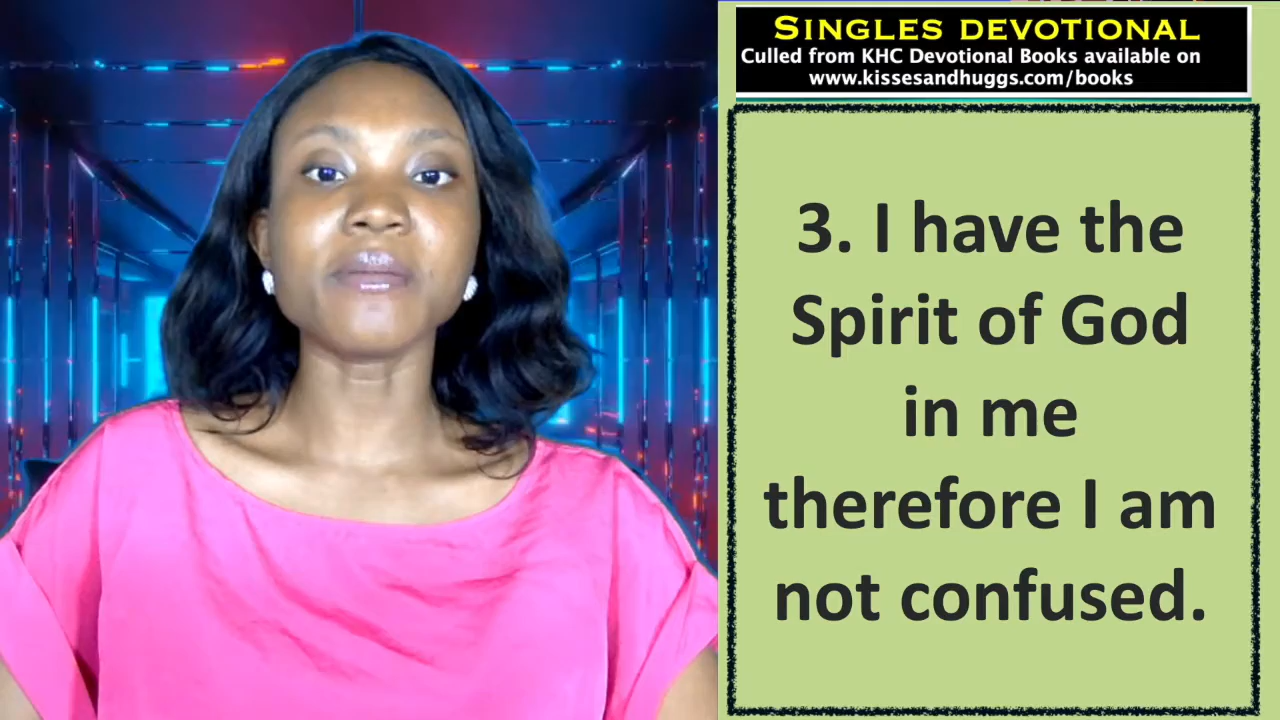 SINGLES DEVOTIONAL
Culled from KHC Devotional Books available on
www.kissesandhuggs.com/books
3. I have the
Spirit of God
in me
therefore I am
not confused.